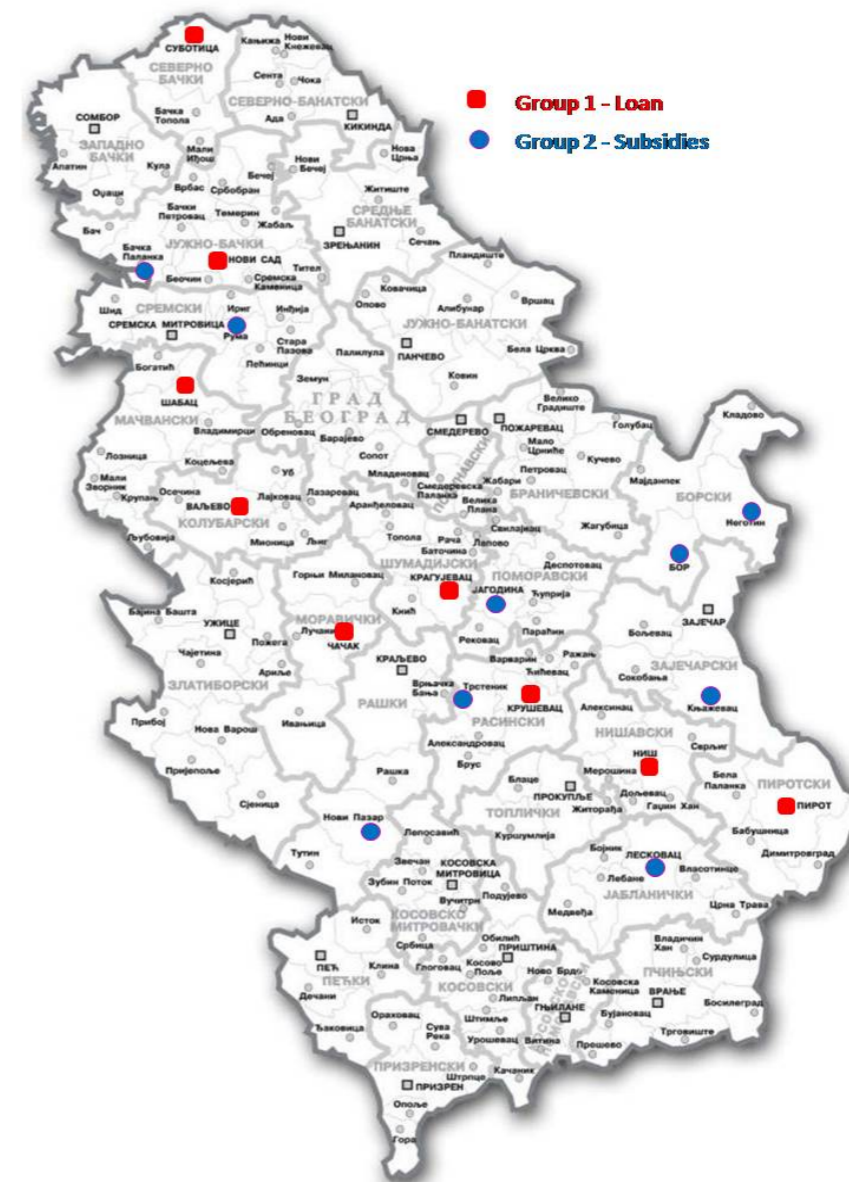 СУБОТИЦА
Кањижа
Нови
Кнежевац
СЕВЕРНО
БАЧКИ
Сента
Чока
СЕВЕРНО-БАНАТСКИ
Group 1 - Loan
Group 2 - Subsidies
Бачка
Топола
Ада
КИКИНДА
СОМБОР
ЗАПАДНО
БАЧКИ
Мали
Иђош
Нова
Црња
Апатин
Кула
Бечеј
Нови
Бечеј
Оџаци
Врбас
Србобран
Житиште
Бачки
Петровац
Темерин
СРЕДЊЕ
БАНАТСКИ
Бач
Жабаљ
ЗРЕЊАНИН
Сечањ
ЈУЖНО-БАЧКИ
Бачка
Паланка
НОВИ САД
Тител
Пландиште
Беочин
Сремска
Каменица
Ковачица
Опово
Алибунар
Вршац
Шид
СРЕМСКИ
Ириг
Инђија
ЈУЖНО-БАНАТСКИ
СРЕМСКА МИТРОВИЦА
Рума
Стара
Пазова
Палилула
ПАНЧЕВО
Бела Црква
Богатић
Пећинци
Земун
Ковин
ШАБАЦ
ГРАД
БЕОГРАД
Велико
Градиште
Голубац
Кладово
МАЧВАНСКИ
Владимирци
Обреновац
Барајево
СМЕДЕРЕВО
ПОЖАРЕВАЦ
Мало
Црниће
Лозница
Коцељева
Уб
Сопот
Петровац
Кучево
Мајданпек
Мали
Зворник
Крупањ
Осечина
Младеновац
Смедеревска
Паланка
Жабари
БРАНИЧЕВСКИ
БОРСКИ
ВАЉЕВО
Лајковац
Лазаревац
Аранђеловац
Велика
Плана
Неготин
КОЛУБАРСКИ
Свилајнац
Жагубица
Љубовија
Мионица
Љиг
Топола
Рача
Лапово
Баточина
БОР
Косјерић
Горњи Милановац
ШУМАДИЈСКИ
КРАГУЈЕВАЦ
ПОМОРАВСКИ
Деспотовац
ЈАГОДИНА
Ћуприја
Бајина Башта
Кнић
ЗАЈЕЧАР
УЖИЦЕ
МОРАВИЧКИ
Лучани
ЧАЧАК
Рековац
Параћин
Бољевац
Пожега
Чајетина
Ариље
КРАЉЕВО
Варварин
Ражањ
Ћићевац
ЗАЈЕЧАРСКИ
Сокобања
ЗЛАТИБОРСКИ
Врњачка
Бања
Трстеник
КРУШЕВАЦ
Књажевац
РАШКИ
РАСИНСКИ
Алексинац
Прибој
Нова Варош
Ивањица
НИШАВСКИ
Александровац
Сврљиг
Пријепоље
Брус
НИШ
Рашка
Блаце
Мерошина
Бела
Паланка
ПИРОТСКИ
Сјеница
ПРОКУПЉЕ
Дољевац
ПИРОТ
ТОПЛИЧКИ
Житорађа
Гаџин Хан
Нови Пазар
Лепосавић
Куршумлија
Бабушница
Тутин
Звечан
КОСОВСКА
МИТРОВИЦА
Бојник
ЛЕСКОВАЦ
Димитровград
Зубин Поток
Лебане
Власотинце
ЈАБЛАНИЧКИ
Вучитрн
Подујево
Медвеђа
Црна Трава
КОСОВСКО
МИТРОВАЧКИ
Исток
Србица
Обилић
ПРИШТИНА
Владичин
Хан
Сурдулица
ПЕЋ
Клина
Глоговац
Косово
Поље
Ново Брдо
Косовска
Каменица
ПЧИЊСКИ
ПЕЋКИ
КОСОВСКИ
ВРАЊЕ
Дечани
Липљан
ГЊИЛАНЕ
Босилеград
Ораховац
Штимље
Бујановац
Ђаковица
Сува
Река
Урошевац
Витина
Прешево
Трговиште
ПРИЗРЕНСКИ
Штрпце
Качаник
ПРИЗРЕН
Опоље
Гора